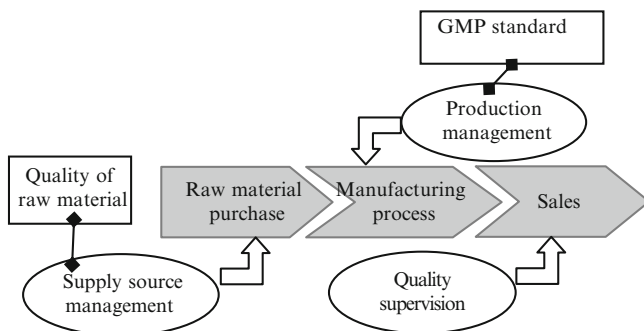 GMP standard
Production
management
Quality of
raw material
Raw material
purchase
Manufacturing
process
Sales
Supply source
management
Quality
supervision